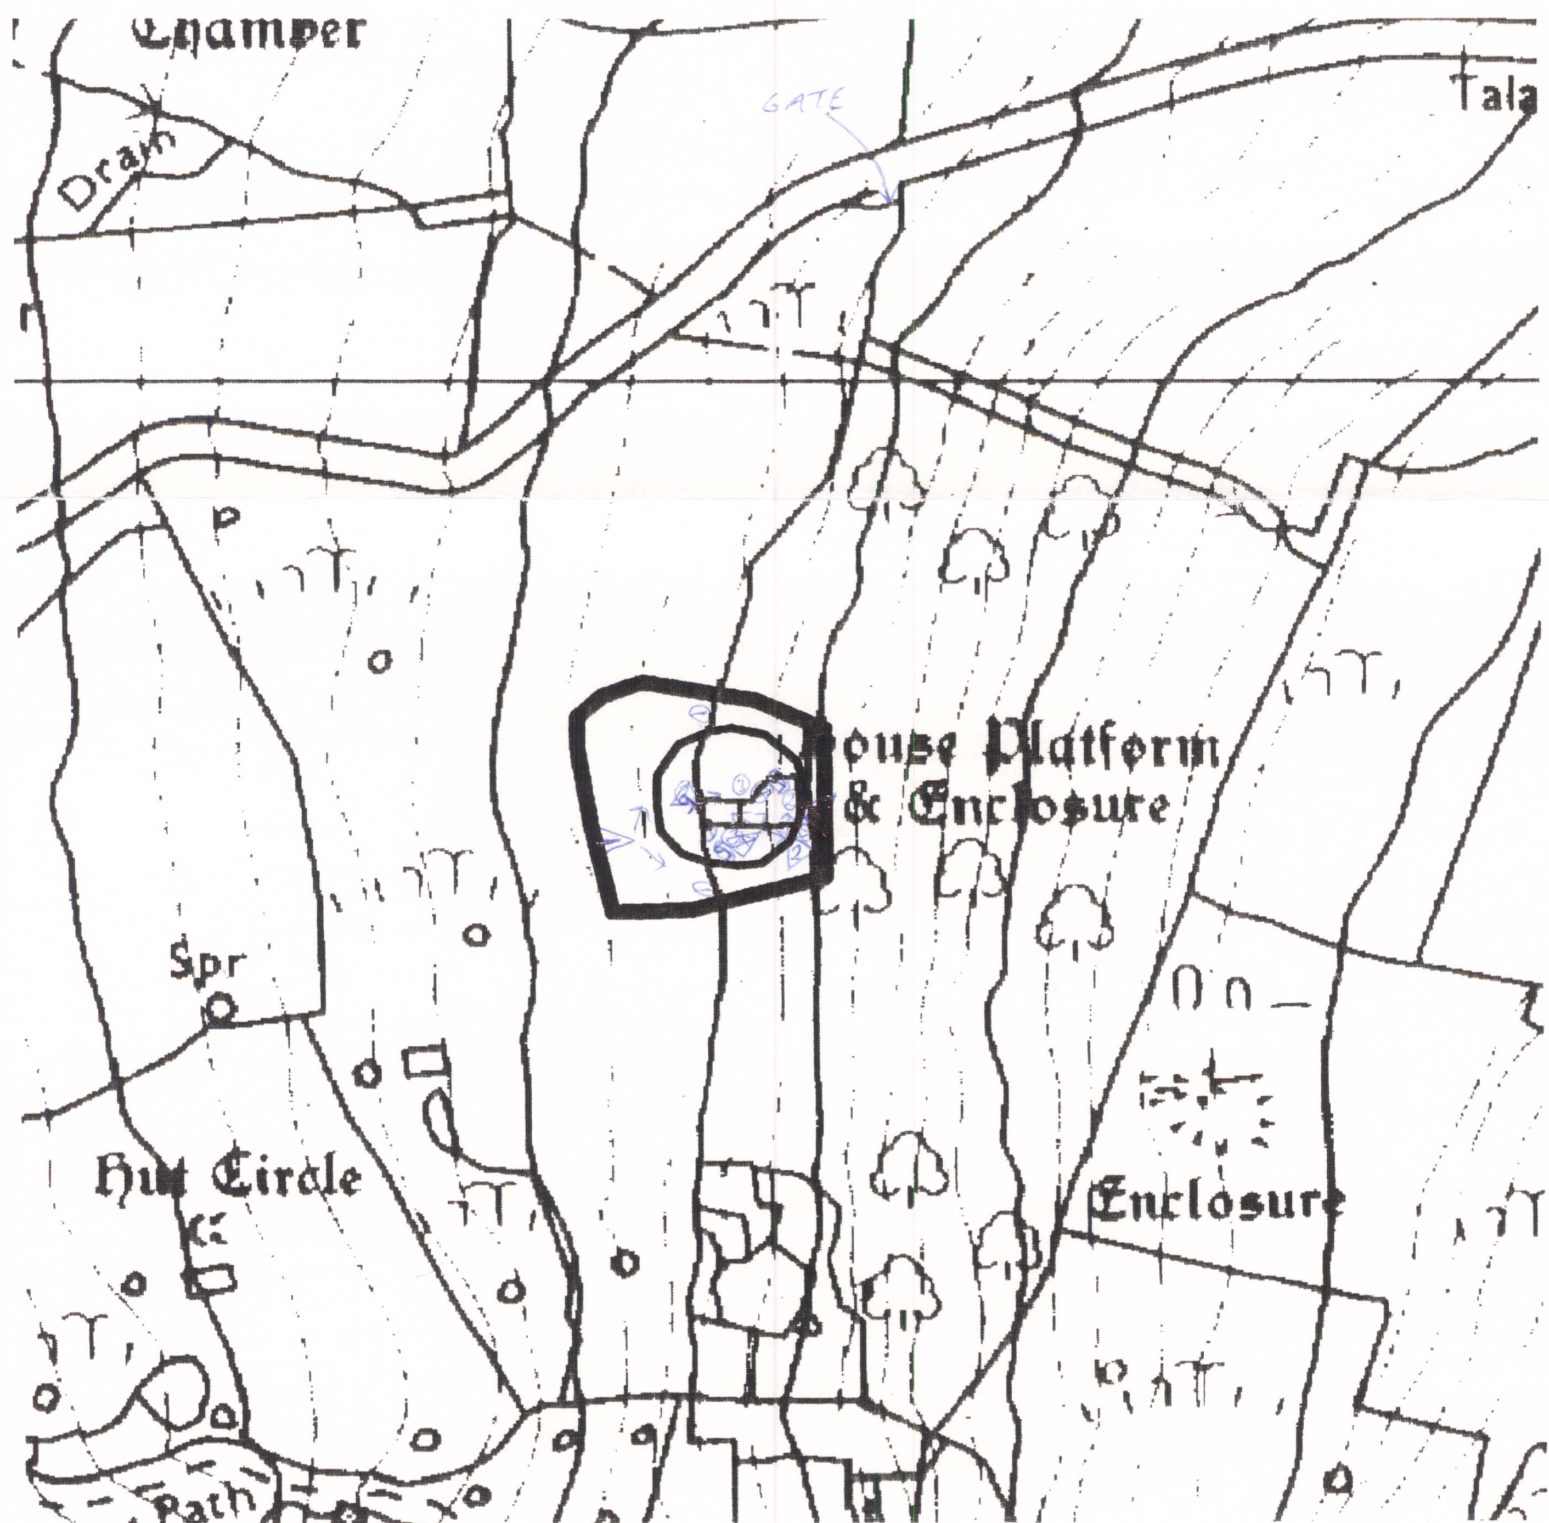 Chamber
GATE
Tala
Drain
House Platform
& Enclosure
Spr
Hut Circle
Enclosure
Path